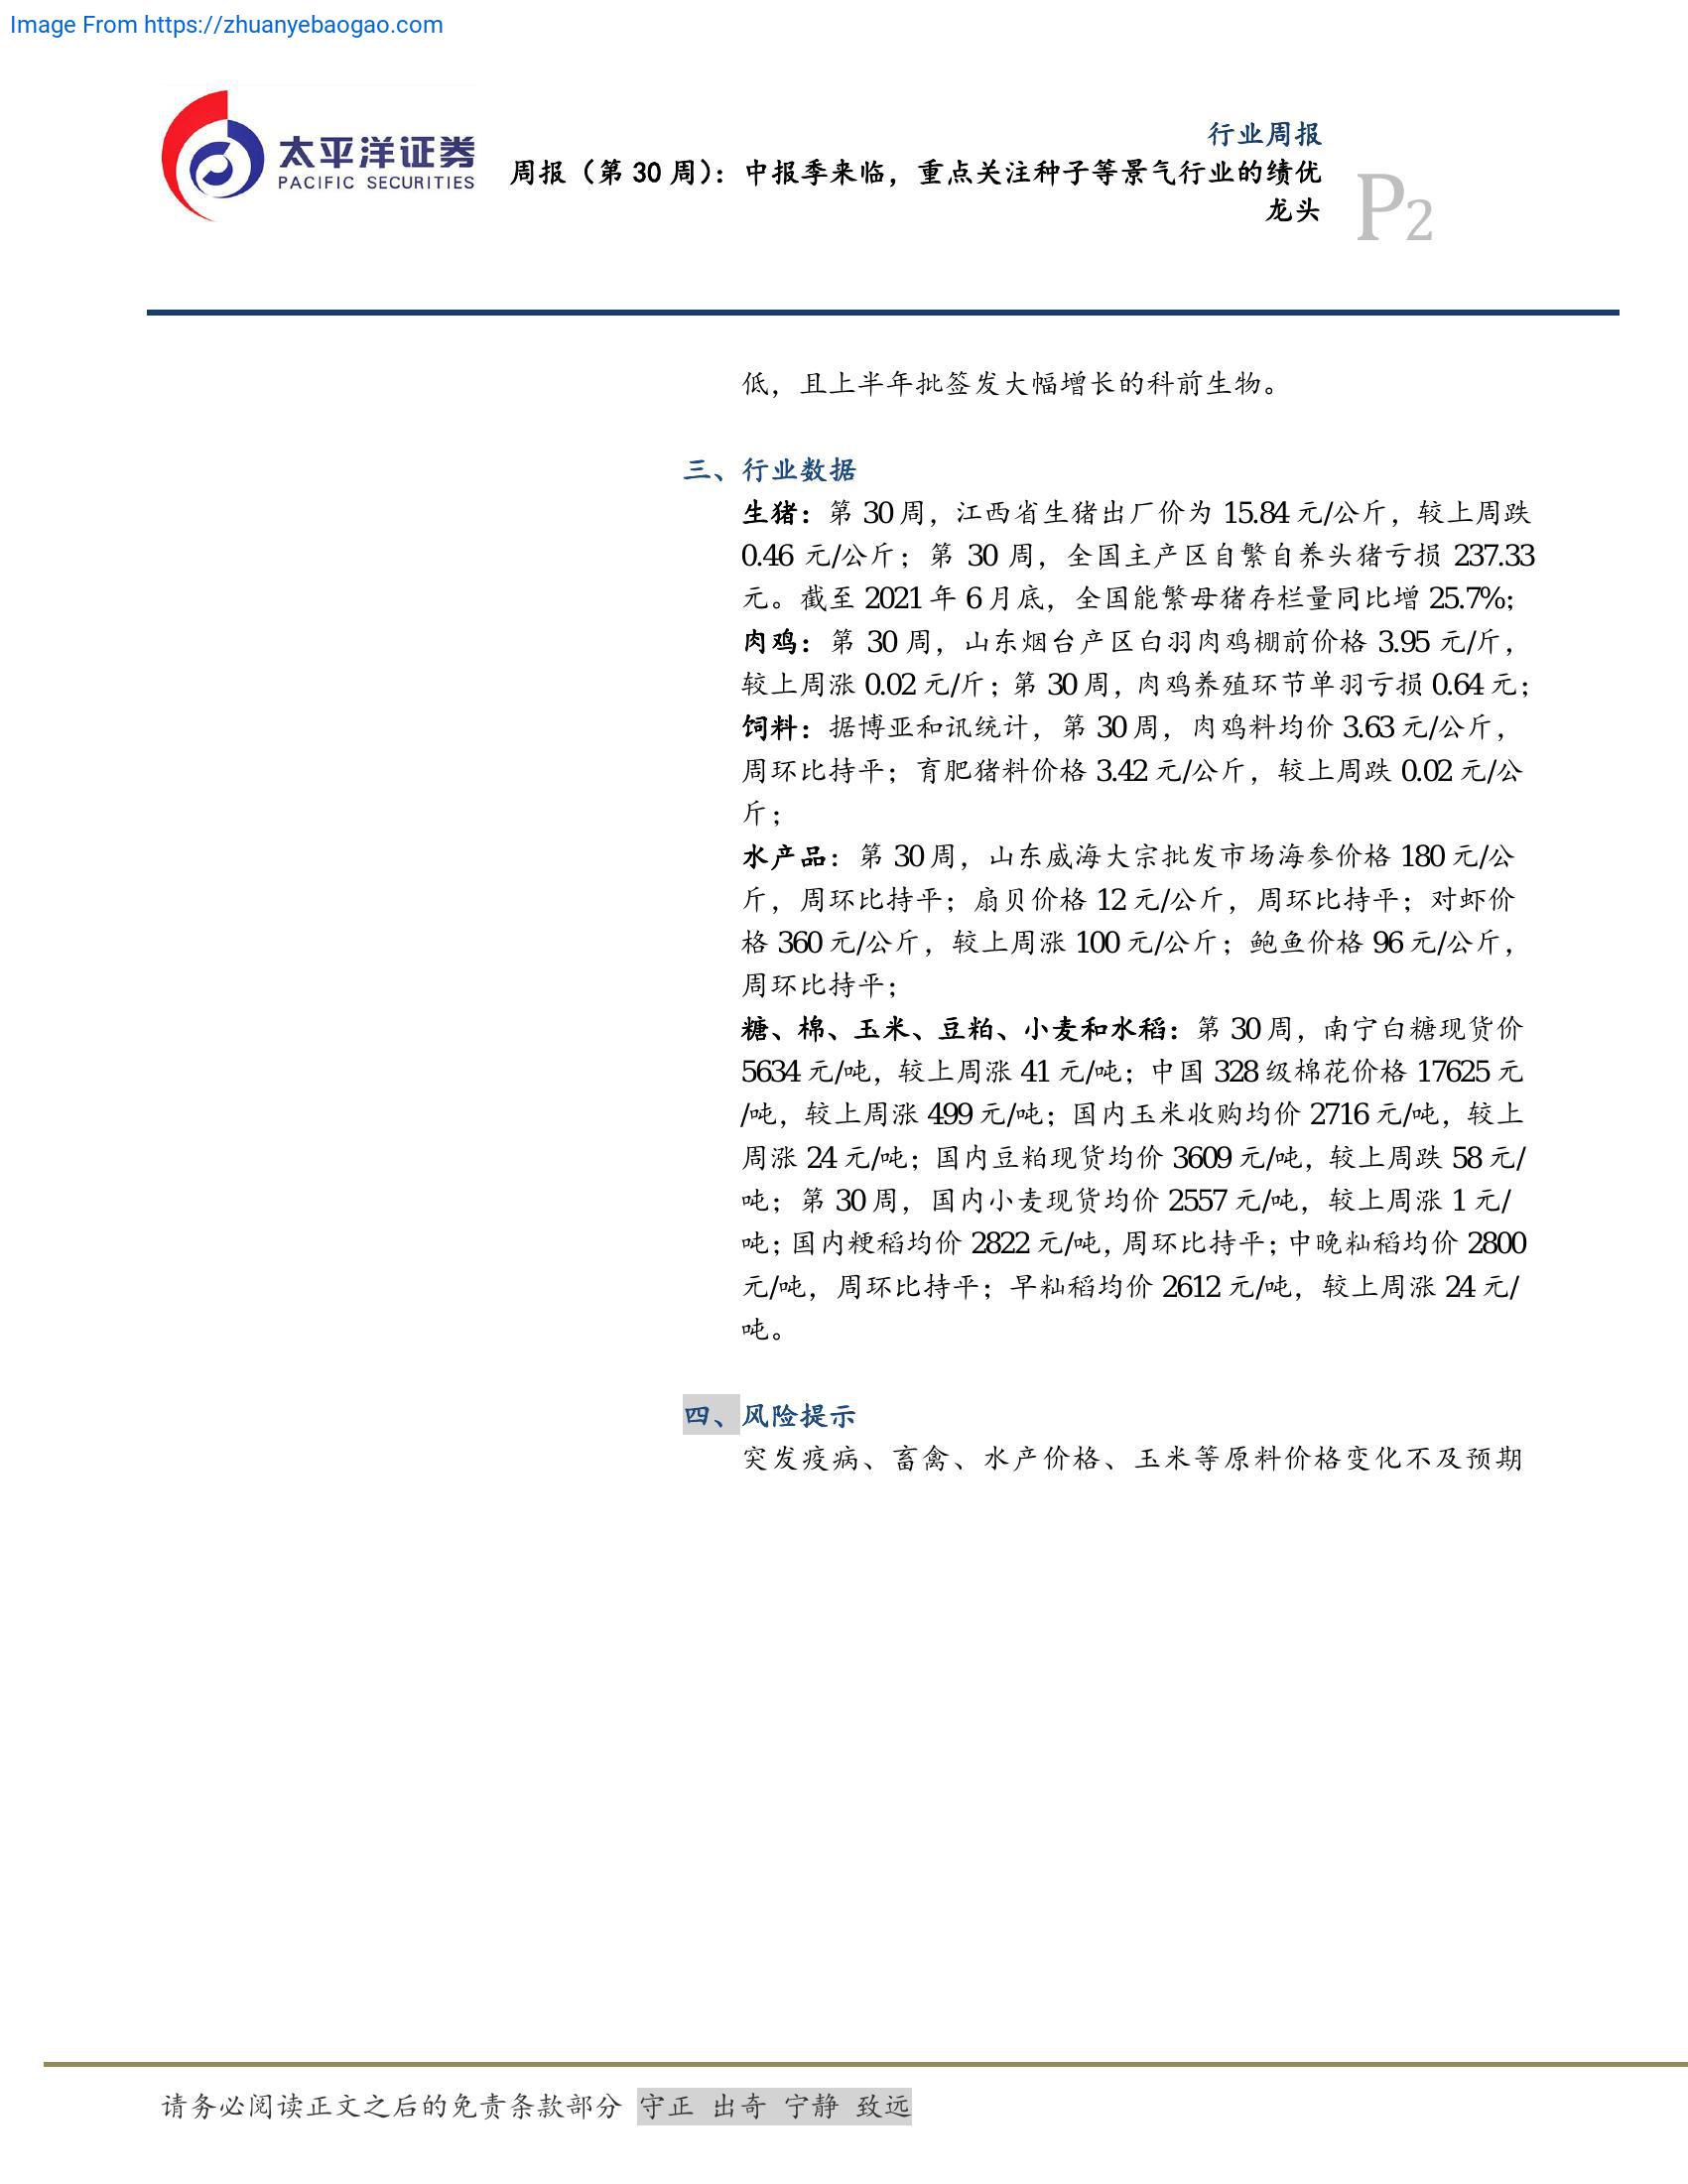 Image From https://zhuanyebaogao.com
太平洋证券
PACIFIC SECURITIES
行业周报
周报（第 30 周）：中报季来临，重点关注种子等景气行业的绩优
龙头
P2
低，且上半年批签发大幅增长的科前生物。
三、行业数据
生猪：第 30 周，江西省生猪出厂价为 15.84 元/公斤，较上周跌
0.46 元/公斤；第 30 周，全国主产区自繁自养头猪亏损 237.33
元。截至 2021 年 6 月底，全国能繁母猪存栏量同比增 25.7%；
肉鸡：第 30 周，山东烟台产区白羽肉鸡棚前价格 3.95 元/斤，
较上周涨 0.02 元/斤；第 30 周，肉鸡养殖环节单羽亏损 0.64 元；
饲料：据博亚和讯统计，第 30 周，肉鸡料均价 3.63 元/公斤，
周环比持平；育肥猪料价格 3.42 元/公斤，较上周跌 0.02 元/公
斤；
水产品：第 30 周，山东威海大宗批发市场海参价格 180 元/公
斤，周环比持平；扇贝价格 12 元/公斤，周环比持平；对虾价
格 360 元/公斤，较上周涨 100 元/公斤；鲍鱼价格 96 元/公斤，
周环比持平；
糖、棉、玉米、豆粕、小麦和水稻：第 30 周，南宁白糖现货价
5634 元/吨，较上周涨 41 元/吨；中国 328 级棉花价格 17625 元
/吨，较上周涨 499 元/吨；国内玉米收购均价 2716 元/吨，较上
周涨 24 元/吨；国内豆粕现货均价 3609 元/吨，较上周跌 58 元/
吨；第 30 周，国内小麦现货均价 2557 元/吨，较上周涨 1 元/
吨；国内粳稻均价 2822 元/吨，周环比持平；中晚籼稻均价 2800
元/吨，周环比持平；早籼稻均价 2612 元/吨，较上周涨 24 元/
吨。
四、风险提示
突发疫病、畜禽、水产价格、玉米等原料价格变化不及预期
请务必阅读正文之后的免责条款部分 守正 出奇 宁静 致远